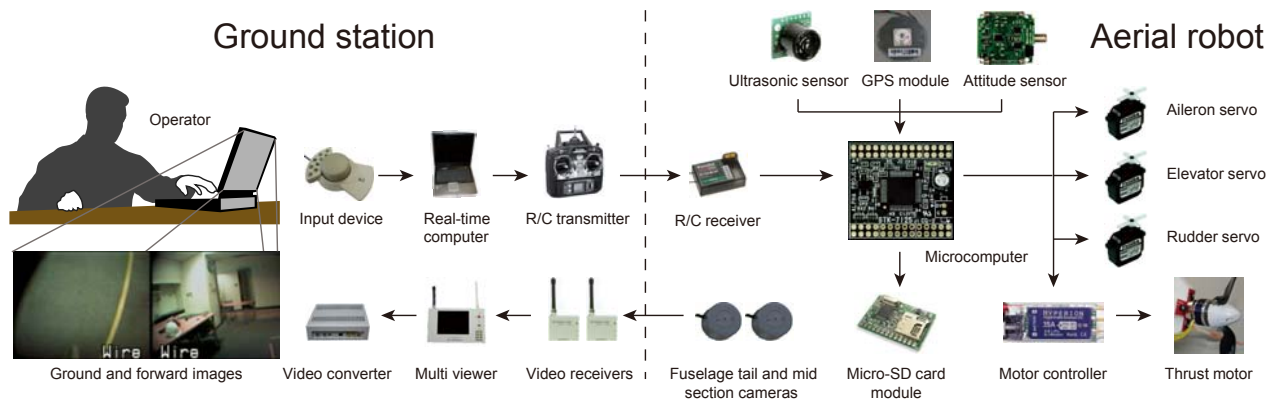 Ground station
Aerial robot
Ultrasonic sensor
GPS module
Attitude sensor
Operator
Aileron servo
Elevator servo
Rudder servo
Input device
Real-time
computer
R/C transmitter
R/C receiver
Microcomputer
Wire
Wire
HYPERION
Ground and forward images
Video converter
Multi viewer
Video receivers
Fuselage tail and mid
section cameras
Micro-SD card
module
Motor controller
Thrust motor